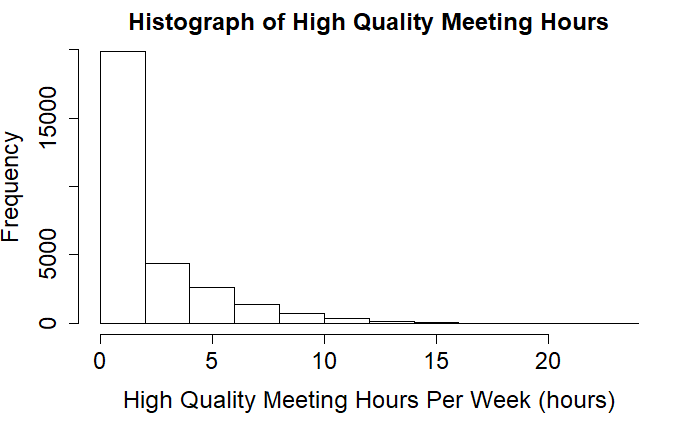 Histograph of High Quality Meeting Hours
Frequency
15000
5000
0
0 5 10 15 20
High Quality Meeting Hours Per Week (hours)